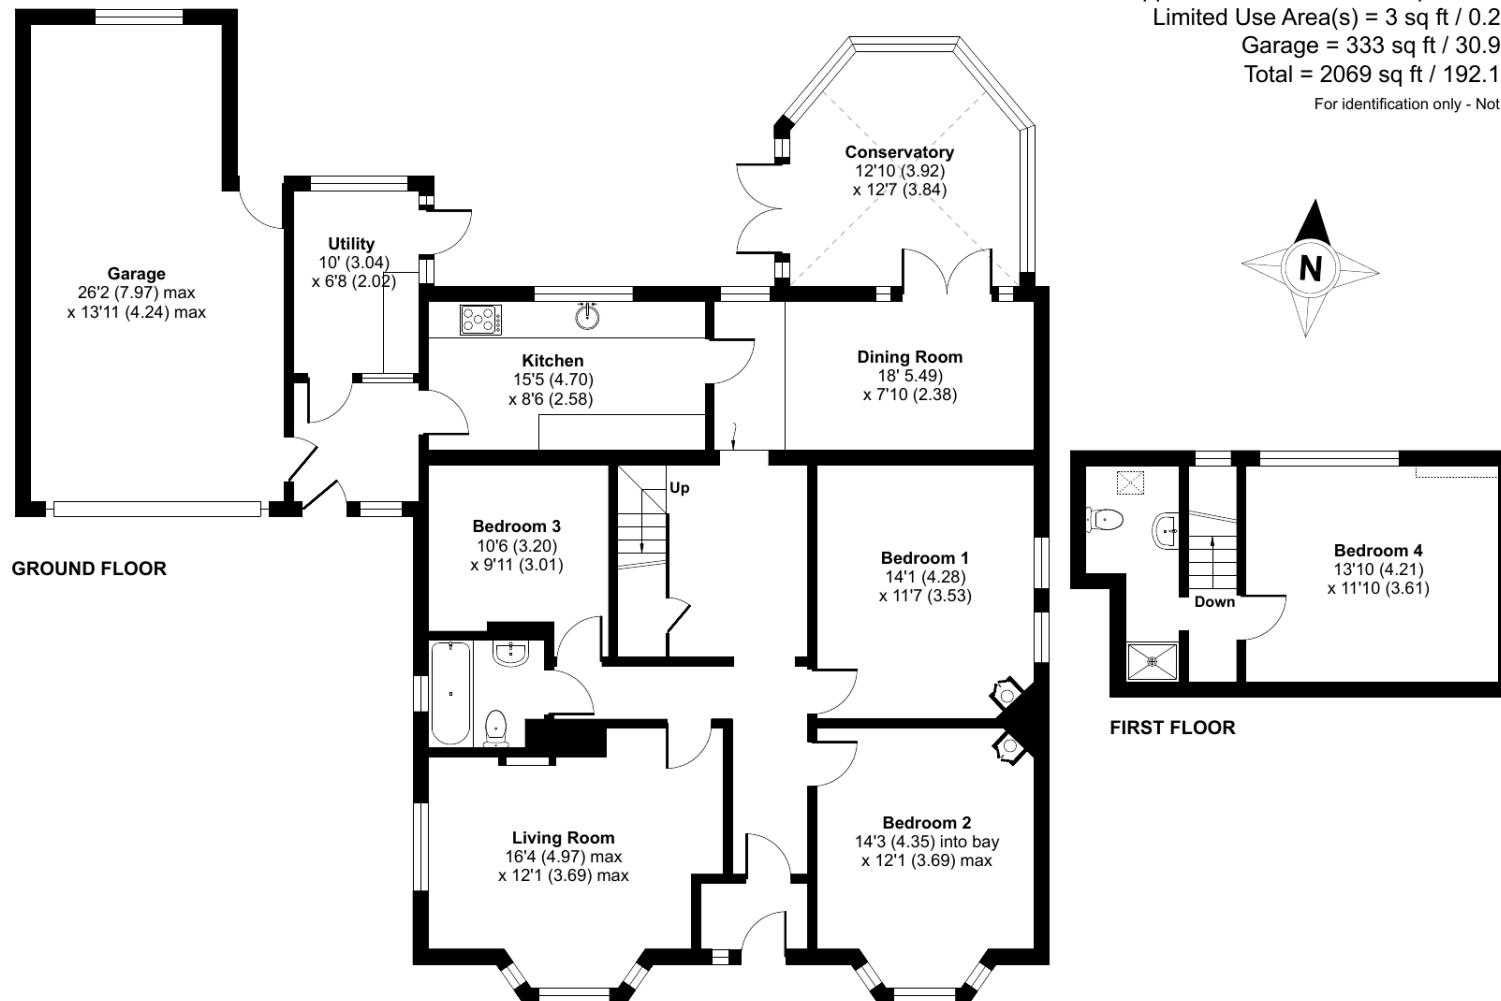 Limited Use Area(s) = 3 sq ft / 0.2
Garage = 333 sq ft / 30.9
Total = 2069 sq ft / 192.1
For identification only - Not
Conservatory
12'10 (3.92)
x 12'7 (3.84)
N
Utility
10' (3.04)
x 6'8 (2.02)
Garage
26'2 (7.97) max
x 13'11 (4.24) max
Kitchen
15'5 (4.70)
x 8'6 (2.58)
Dining Room
18' 5.49)
x 7'10 (2.38)
Up
Bedroom 3
10'6 (3.20)
x 9'11 (3.01)
Bedroom 1
14'1 (4.28)
x 11'7 (3.53)
Bedroom 4
13'10 (4.21)
x 11'10 (3.61)
Down
GROUND FLOOR
FIRST FLOOR
Living Room
16'4 (4.97) max
x 12'1 (3.69) max
Bedroom 2
14'3 (4.35) into bay
x 12'1 (3.69) max